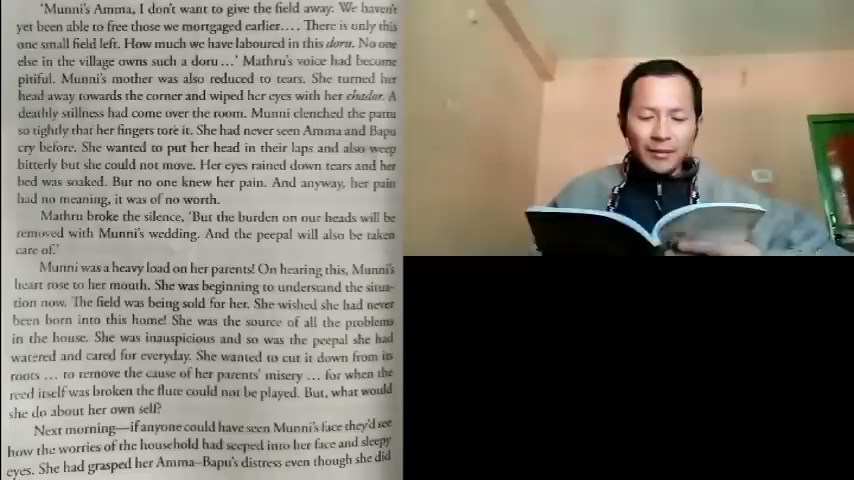 'Munni's Amma, I don't want to give the field away. We haven't
yet been able to free those we mortgaged earlier.... There is only this
one small field left. How much we have laboured in this doru. No one
else in the village owns such a doru...' Mathru's voice had become
pitiful. Munni's mother was also reduced to tears. She turned her
head away towards the corner and wiped her eyes with her chador. A
deathly stillness had come over the room. Munni clenched the pattu
so tightly that her fingers tore it. She had never seen Amma and Bapu
cry before. She wanted to put her head in their laps and also weep
bitterly but she could not move. Her eyes rained down tears and her
bed was soaked. But no one knew her pain. And anyway, her pain
had no meaning, it was of no worth.
Mathru broke the silence, 'But the burden on our heads will be
removed with Munni's wedding. And the peepal will also be taken
care of.'
Munni was a heavy load on her parents! On hearing this, Munni's
heart rose to her mouth. She was beginning to understand the situa-
tion now. The field was being sold for her. She wished she had never
been born into this home! She was the source of all the problems
in the house. She was inauspicious and so was the peepal she had
watered and cared for everyday. She wanted to cut it down from its
roots ... to remove the cause of her parents' misery ... for when the
reed itself was broken the flute could not be played. But, what would
she do about her own self?
Next morning—if anyone could have seen Munni's face they'd see
how the worries of the household had seeped into her face and sleepy
eyes. She had grasped her Amma–Bapu's distress even though she did